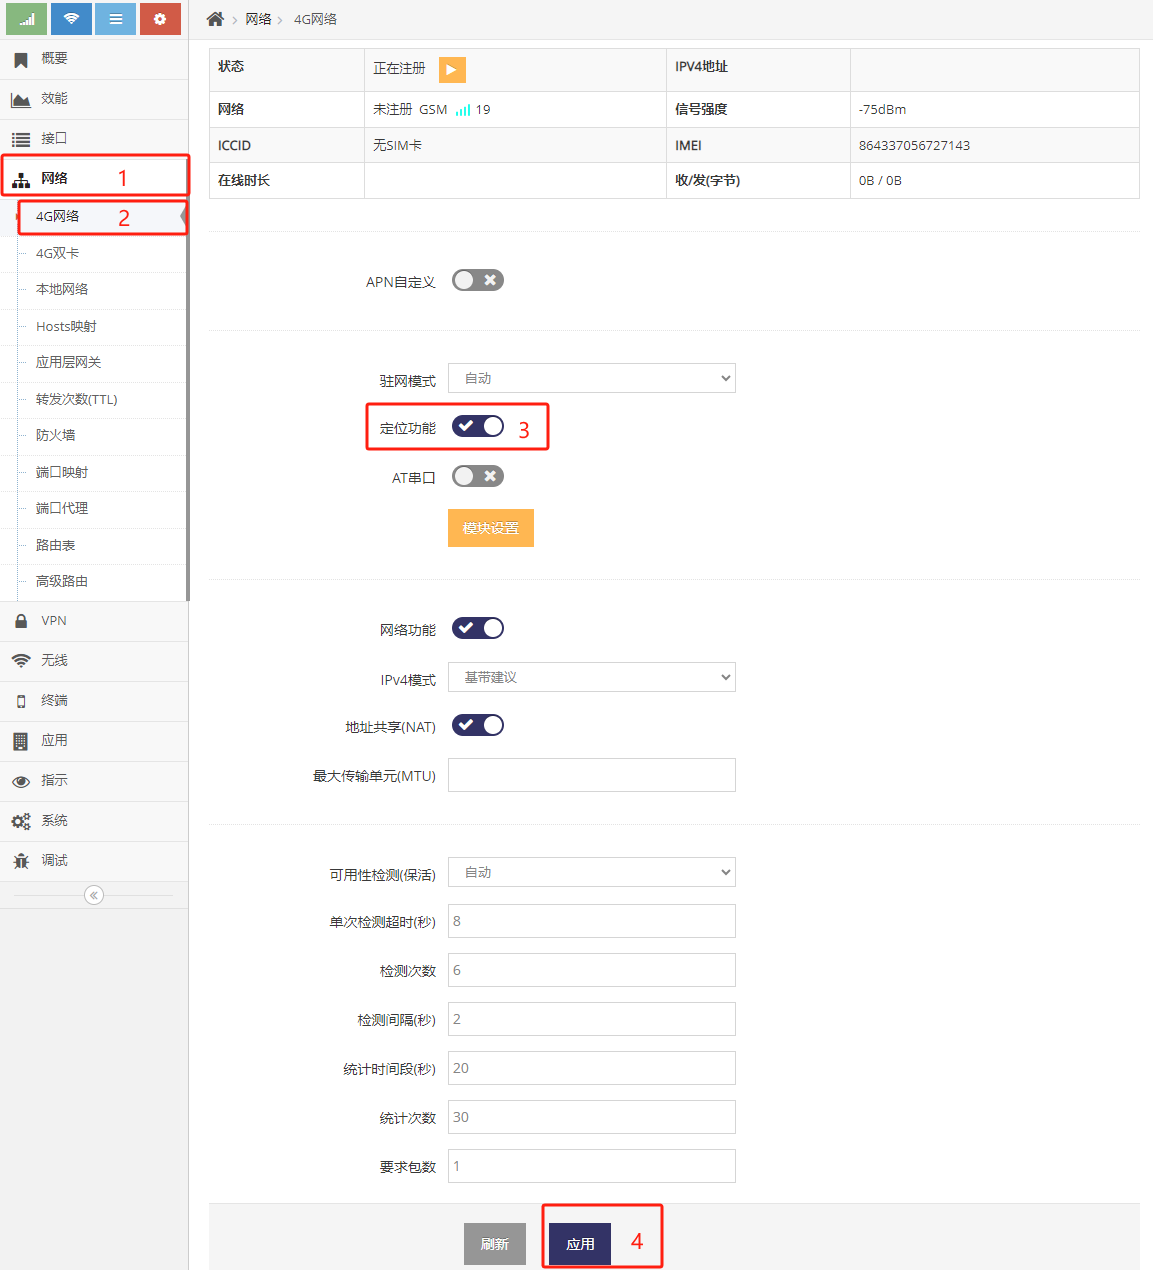 网络 4G网络
概要
效能
接口
网络 1
4G网络 2
4G双卡
本地网络
Hosts映射
应用层网关
转发次数(TTL)
防火墙
端口映射
端口代理
路由表
高级路由
VPN
无线
终端
应用
指示
系统
调试
状态 正在注册 IPV4地址
网络 未注册 GSM 19 信号强度 -75dBm
ICCID 无SIM卡 IMEI 864337056727143
在线时长 收/发(字节) 0B / 0B
APN自定义
驻网模式 自动
定位功能 3
AT串口
模块设置
网络功能
IPv4模式 基带建议
地址共享(NAT)
最大传输单元(MTU)
可用性检测(保活) 自动
单次检测超时(秒) 8
检测次数 6
检测间隔(秒) 2
统计时间段(秒) 20
统计次数 30
要求包数 1
刷新 应用 4